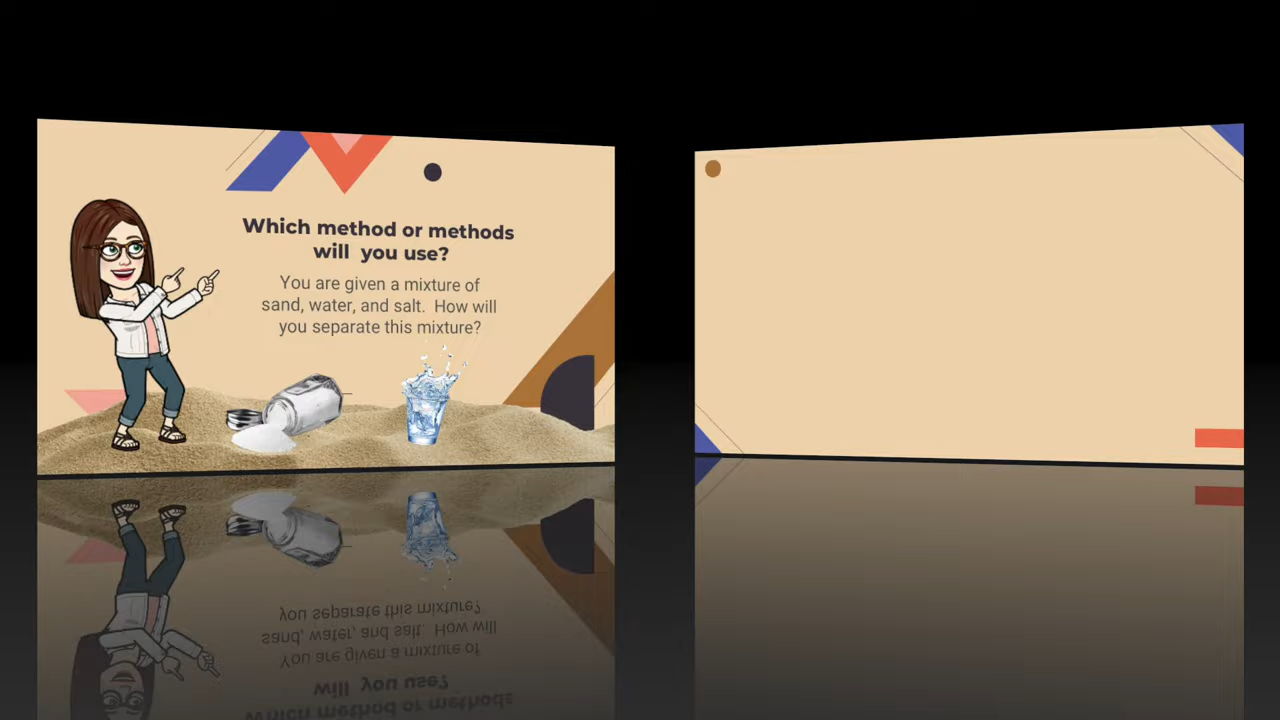 Which method or methods
will you use?
You are given a mixture of
sand, water, and salt. How will
you separate this mixture?